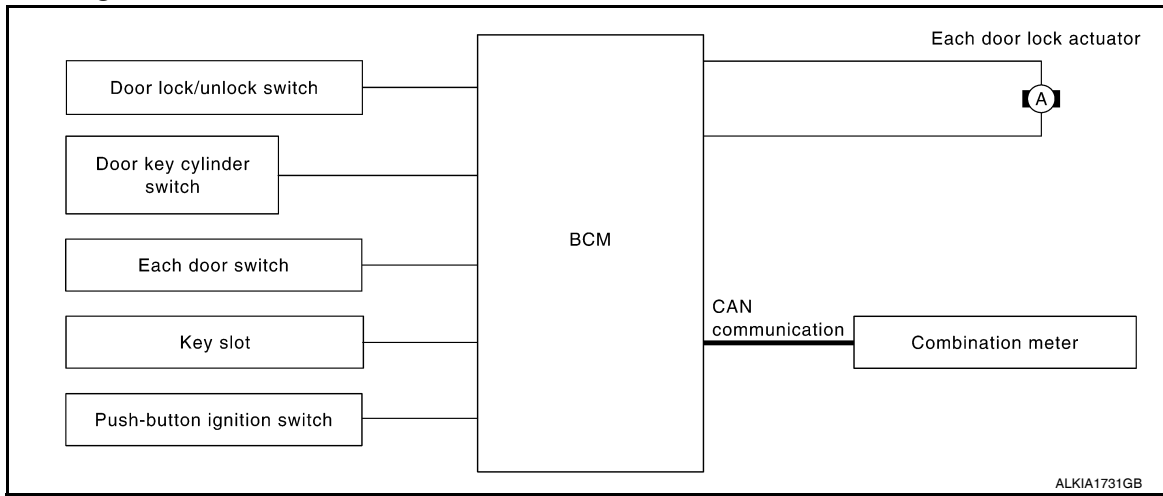 Each door lock actuator
Door lock/unlock switch
A
Door key cylinder
switch
BCM
Each door switch
CAN
communication
Key slot
Combination meter
Push-button ignition switch
ALKIA1731GB